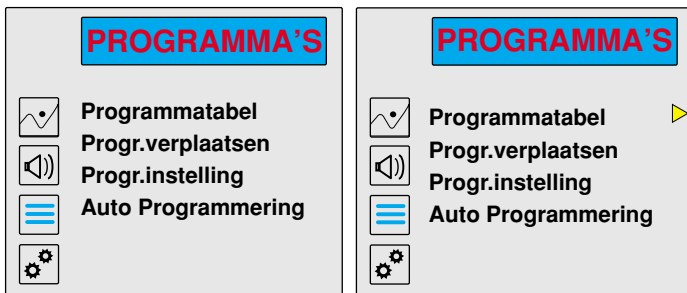 PROGRAMMA'S
Programmatabel
Progr.verplaatsen
Progr.instelling
Auto Programmering
PROGRAMMA'S
Programmatabel
Progr.verplaatsen
Progr.instelling
Auto Programmering